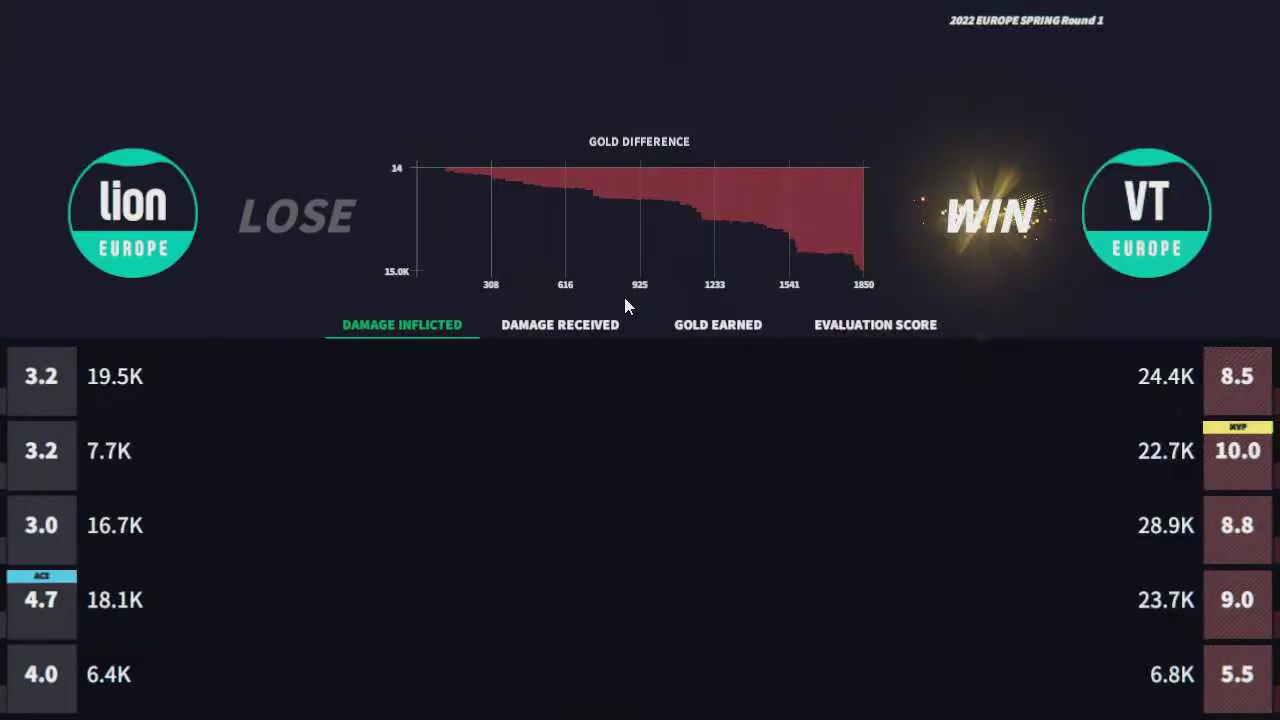 2022 EUROPE SPRING Round 1
GOLD DIFFERENCE
14
15.0K
308 616 925 1233 1541 1850
lion
EUROPE
LOSE
WIN
VT
EUROPE
DAMAGE INFLICTED DAMAGE RECEIVED GOLD EARNED EVALUATION SCORE
3.2 19.5K 24.4K 8.5
MVP
3.2 7.7K 22.7K 10.0
3.0 16.7K 28.9K 8.8
ACE
4.7 18.1K 23.7K 9.0
4.0 6.4K 6.8K 5.5